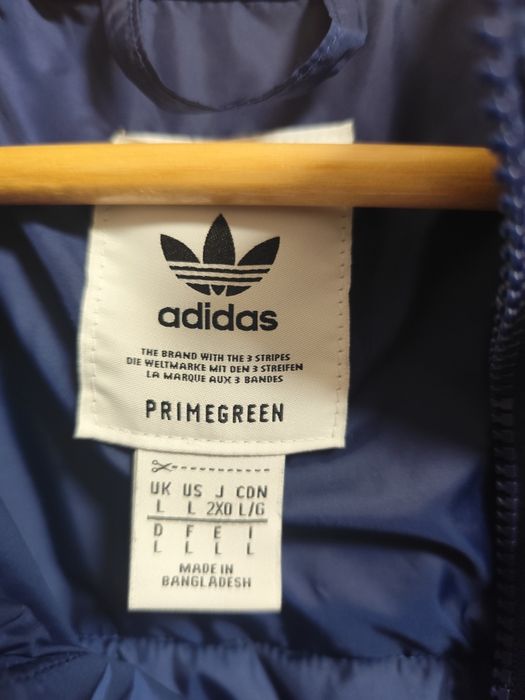 adidas
THE BRAND WITH THE 3 STRIPES
DIE WELTMARKE MIT DEN 3 STREIFEN
LA MARQUE AUX 3 BANDES
PRIMEGREEN
UK US J CDN
L L 2XO L/G
D F E I
L L L L
MADE IN
BANGLADESH